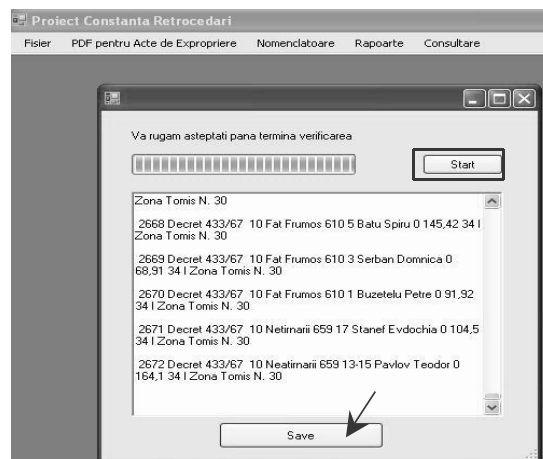 Proiect Constanta Retrocedari
Fisier PDF pentru Acte de Expropriere Nomenclatoare Rapoarte Consultare
Va rugam asteptati pana termina verificarea
Start
Zona Tomis N. 30
2668 Decret 433/67 10 Fat Frumos 610 5 Batu Spiru 0 145,42 34 I
Zona Tomis N. 30
2669 Decret 433/67 10 Fat Frumos 610 3 Serban Domnica 0
68,91 34 I Zona Tomis N. 30
2670 Decret 433/67 10 Fat Frumos 610 1 Buzetelu Petre 0 91,92
34 I Zona Tomis N. 30
2671 Decret 433/67 10 Netirnarii 659 17 Stanef Evdochia 0 104,5
34 I Zona Tomis N. 30
2672 Decret 433/67 10 Neatirnarii 659 13-15 Pavlov Teodor 0
164,1 34 I Zona Tomis N. 30
Save